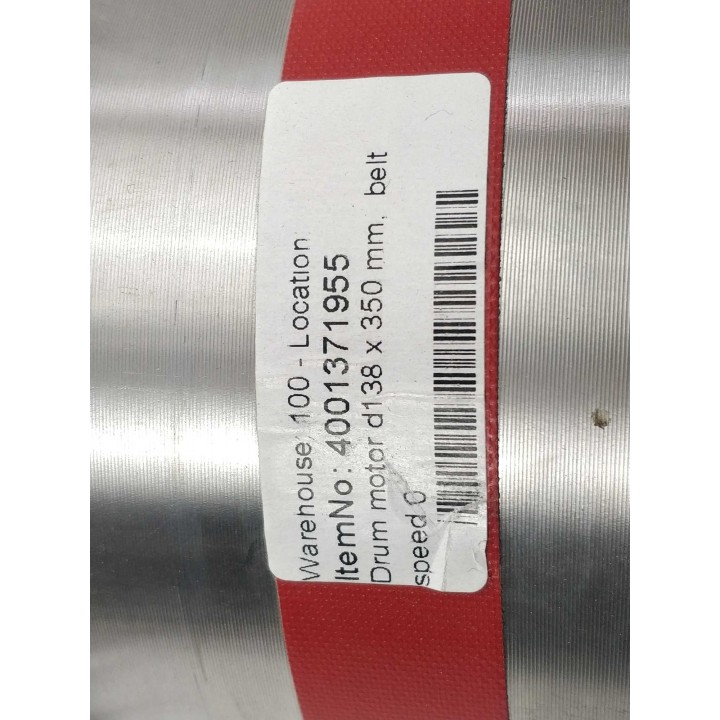 Warehouse: 100 - Location
ItemNo: 4001371955
Drum motor d138 x 350 mm, belt
speed 0